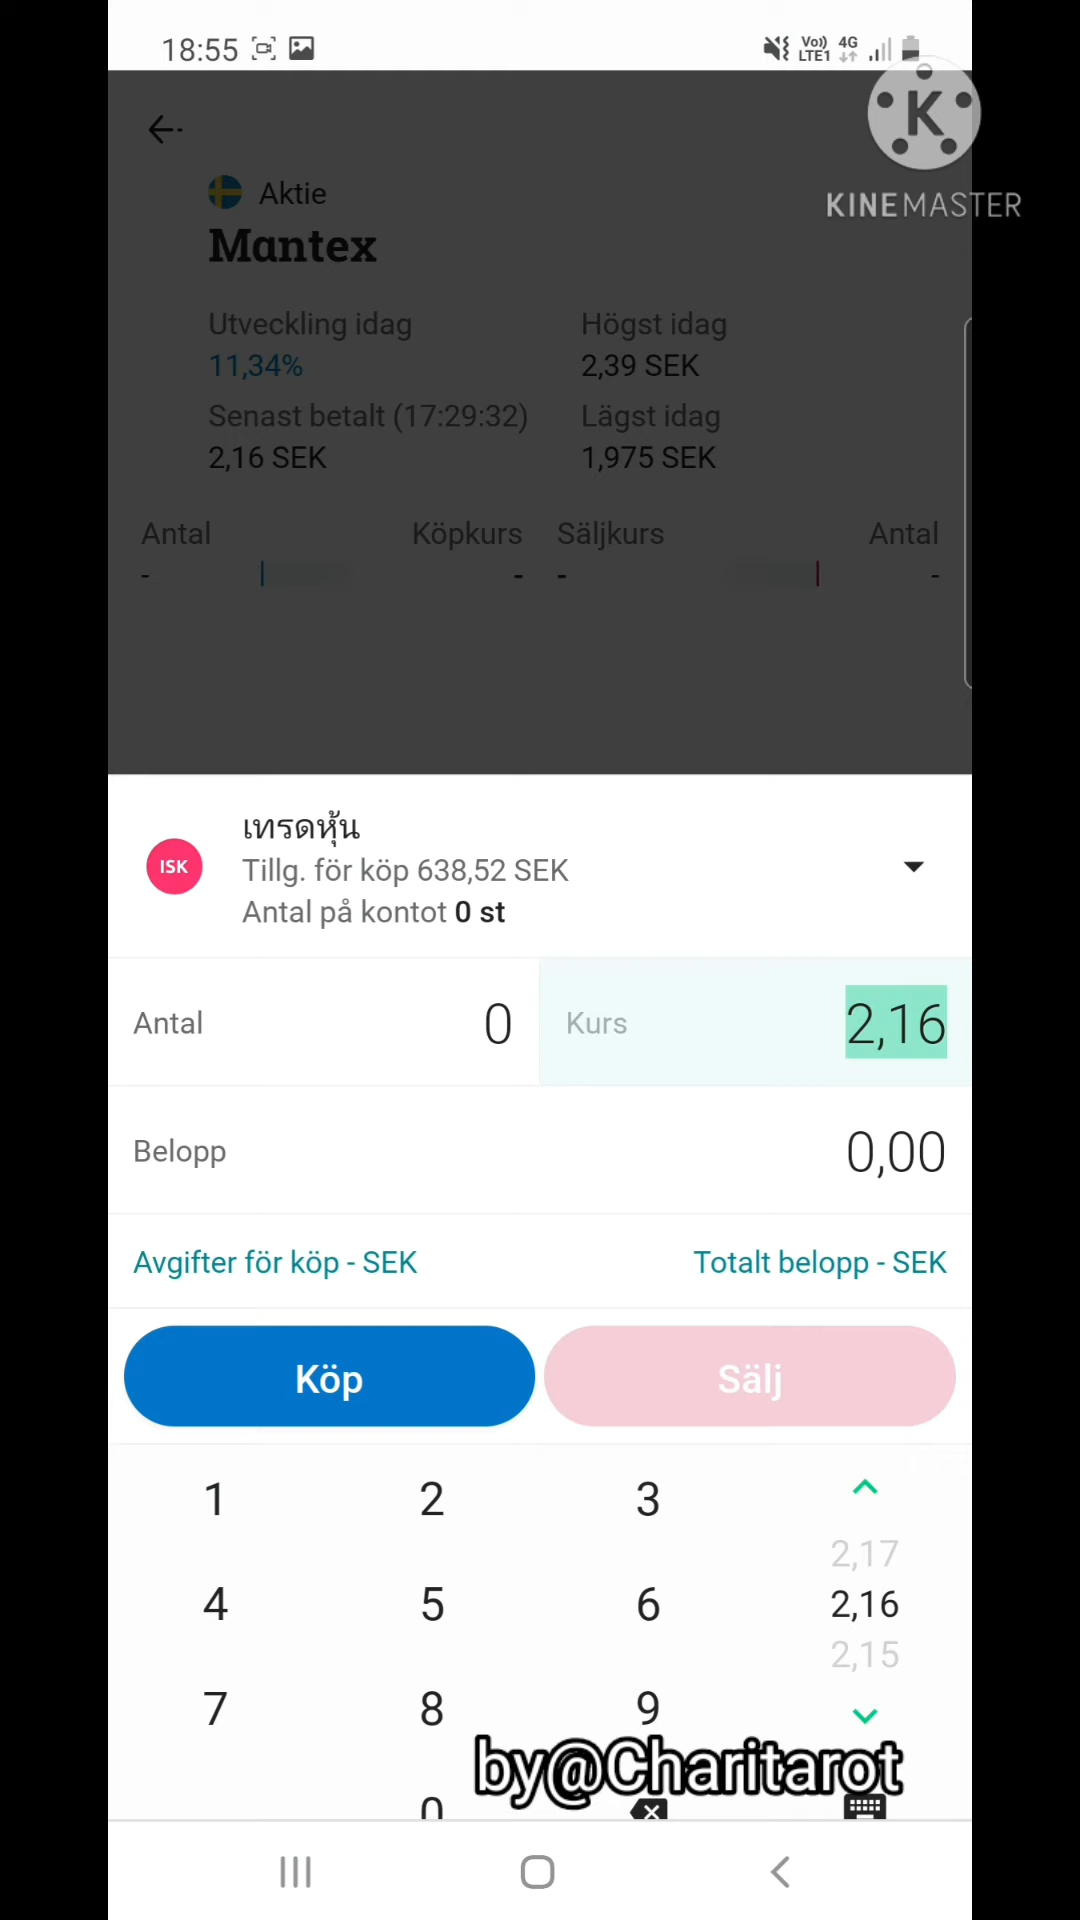 18:55
Vo)) LTE1 4G
K
KINEMASTER
Aktie
Mantex
Utveckling idag
Högst idag
11,34%
2,39 SEK
Senast betalt (17:29:32)
Lägst idag
2,16 SEK
1,975 SEK
Antal Köpkurs Säljkurs Antal
- - - -
เทรดหุ้น
ISK
Tillg. för köp 638,52 SEK
Antal på kontot 0 st
Antal 0 Kurs 2,16
Belopp 0,00
Avgifter för köp - SEK Totalt belopp - SEK
Köp Sälj
1 2 3
2,17
4 5 6 2,16
2,15
7 8 9
by@Charitarot
0